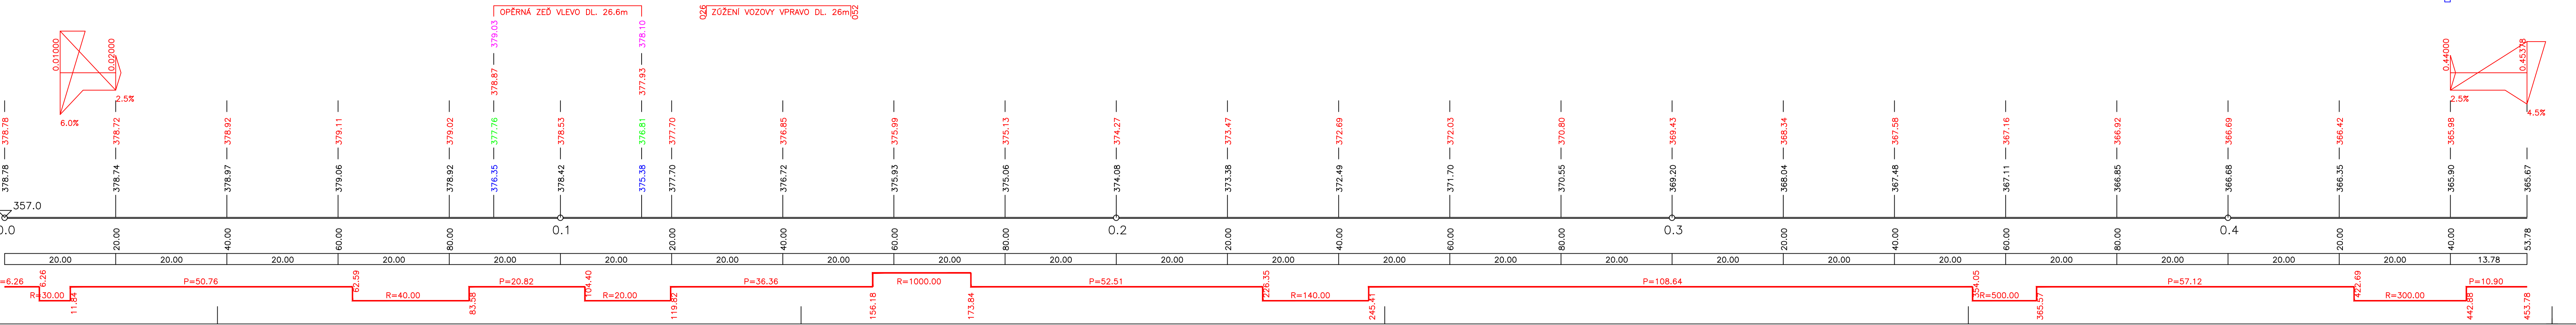 OPĚRNÁ ZEĎ VLEVO DL. 26.6m
026 ZÚŽENÍ VOZOVY VPRAVO DL. 26m 052
379.03 378.10
0.01000 0.02000 378.87 377.93 0.44000 0.45378
2.5% 2.5%
6.0% 4.5%
378.78 378.72 378.92 379.11 379.02 377.76 378.53 376.81 377.70 376.85 375.99 375.13 374.27 373.47 372.69 372.03 370.80 369.43 368.34 367.58 367.16 366.92 366.69 366.42 365.98
378.78 378.74 378.97 379.06 378.92 376.35 378.42 375.38 377.70 376.72 375.93 375.06 374.08 373.38 372.49 371.70 370.55 369.20 368.04 367.48 367.11 366.85 366.68 366.35 365.90 365.67
357.0
0.0 0.1 0.2 0.3 0.4
20.00 40.00 60.00 80.00 20.00 40.00 60.00 80.00 20.00 40.00 60.00 80.00 20.00 40.00 60.00 80.00 20.00 40.00 53.78
20.00 20.00 20.00 20.00 20.00 20.00 20.00 20.00 20.00 20.00 20.00 20.00 20.00 20.00 20.00 20.00 20.00 20.00 20.00 20.00 20.00 20.00 13.78
=6.26 6.26 P=50.76 62.59 P=20.82 104.40 P=36.36 R=1000.00 P=52.51 226.35 P=108.64 354.05 P=57.12 422.69 P=10.90
R=30.00 11.84 R=40.00 83.58 R=20.00 119.82 156.18 173.84 R=140.00 245.41 R=500.00 365.57 R=300.00 442.88 453.78